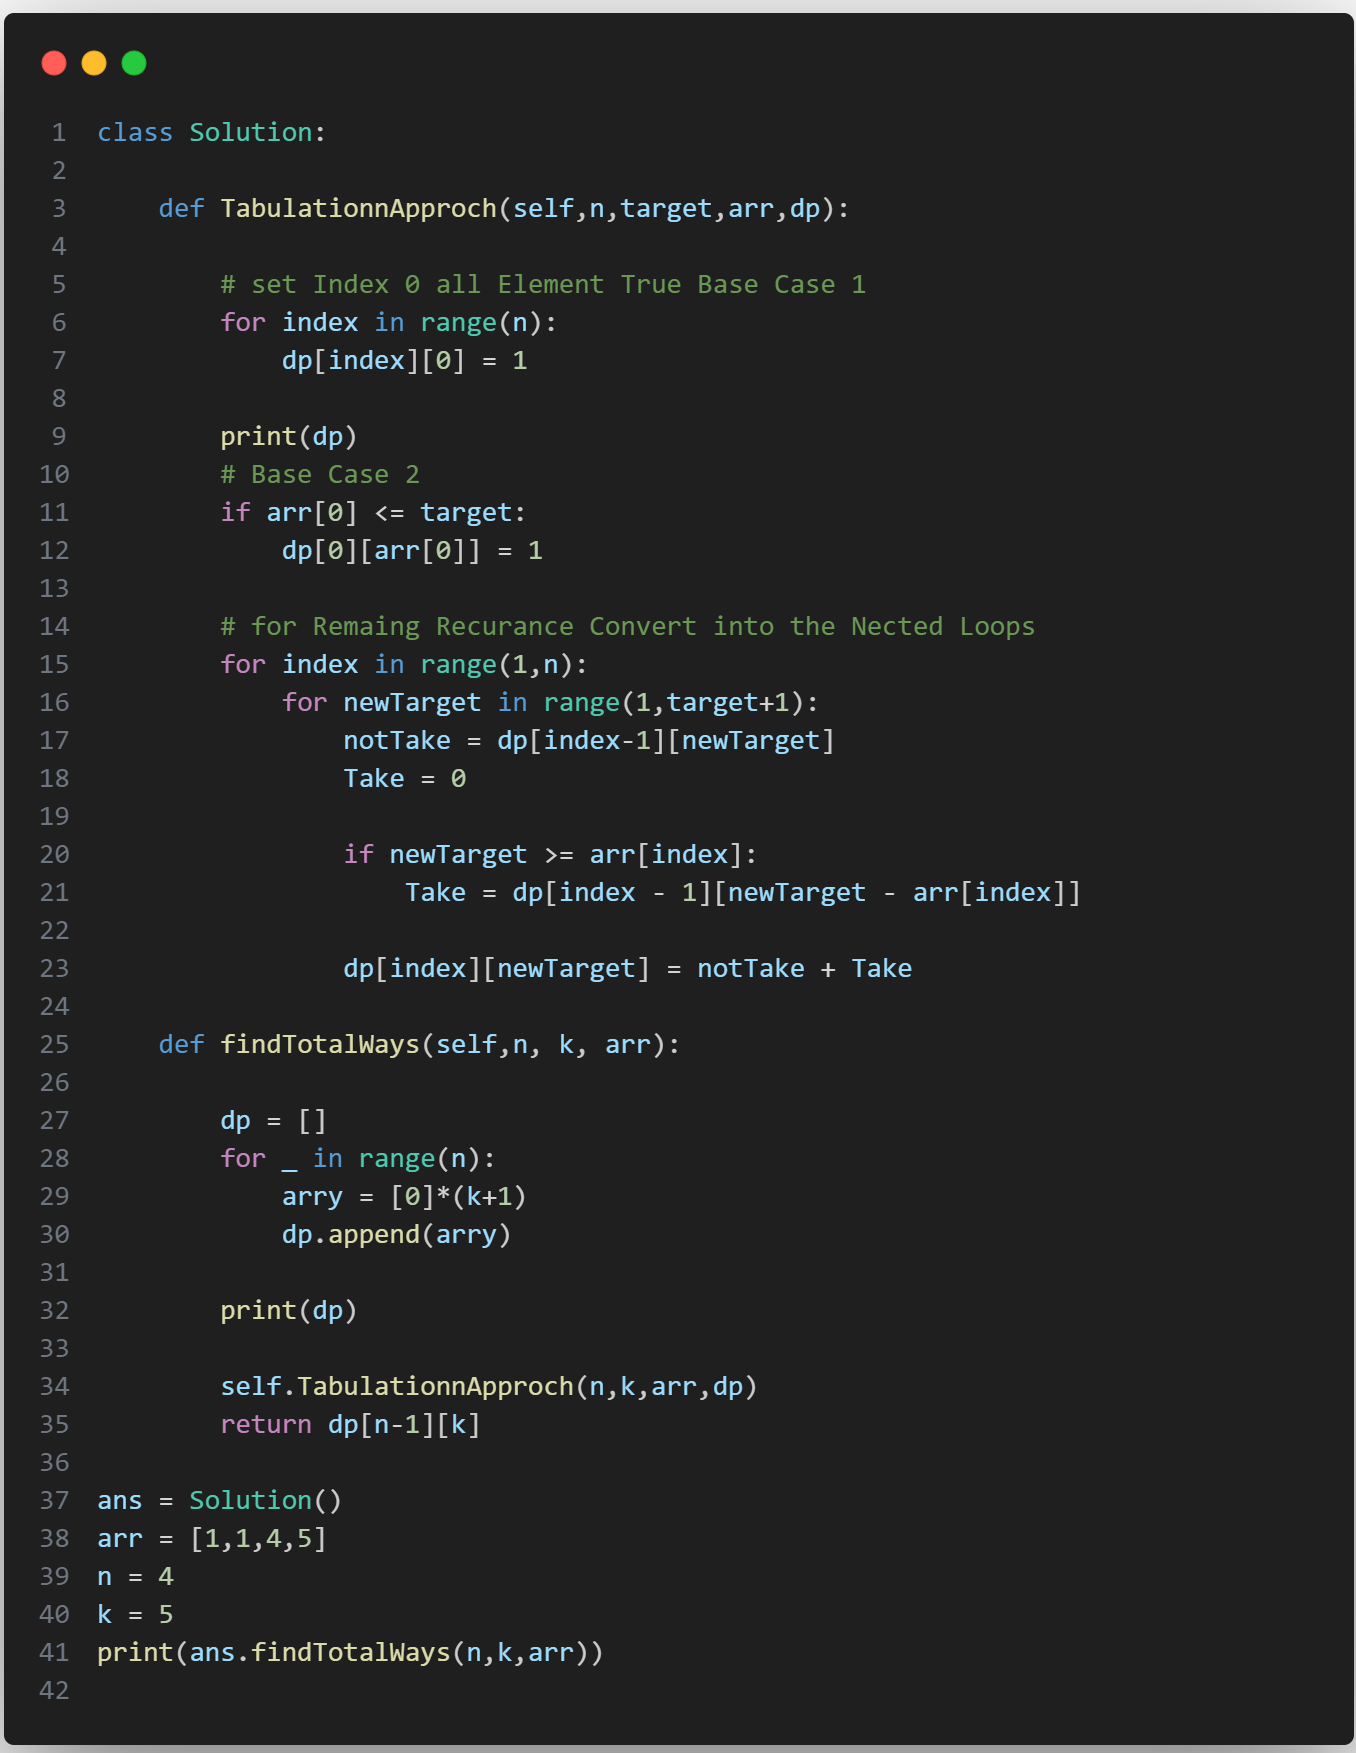 1 class Solution:
2
3     def TabulationnApproch(self,n,target,arr,dp):
4
5         # set Index 0 all Element True Base Case 1
6         for index in range(n):
7             dp[index][0] = 1
8
9         print(dp)
10         # Base Case 2
11         if arr[0] <= target:
12             dp[0][arr[0]] = 1
13
14         # for Remaing Recurance Convert into the Nected Loops
15         for index in range(1,n):
16             for newTarget in range(1,target+1):
17                 notTake = dp[index-1][newTarget]
18                 Take = 0
19
20                 if newTarget >= arr[index]:
21                     Take = dp[index - 1][newTarget - arr[index]]
22
23                 dp[index][newTarget] = notTake + Take
24
25     def findTotalWays(self,n, k, arr):
26
27         dp = []
28         for _ in range(n):
29             arry = [0]*(k+1)
30             dp.append(arry)
31
32         print(dp)
33
34         self.TabulationnApproch(n,k,arr,dp)
35         return dp[n-1][k]
36
37 ans = Solution()
38 arr = [1,1,4,5]
39 n = 4
40 k = 5
41 print(ans.findTotalWays(n,k,arr))
42